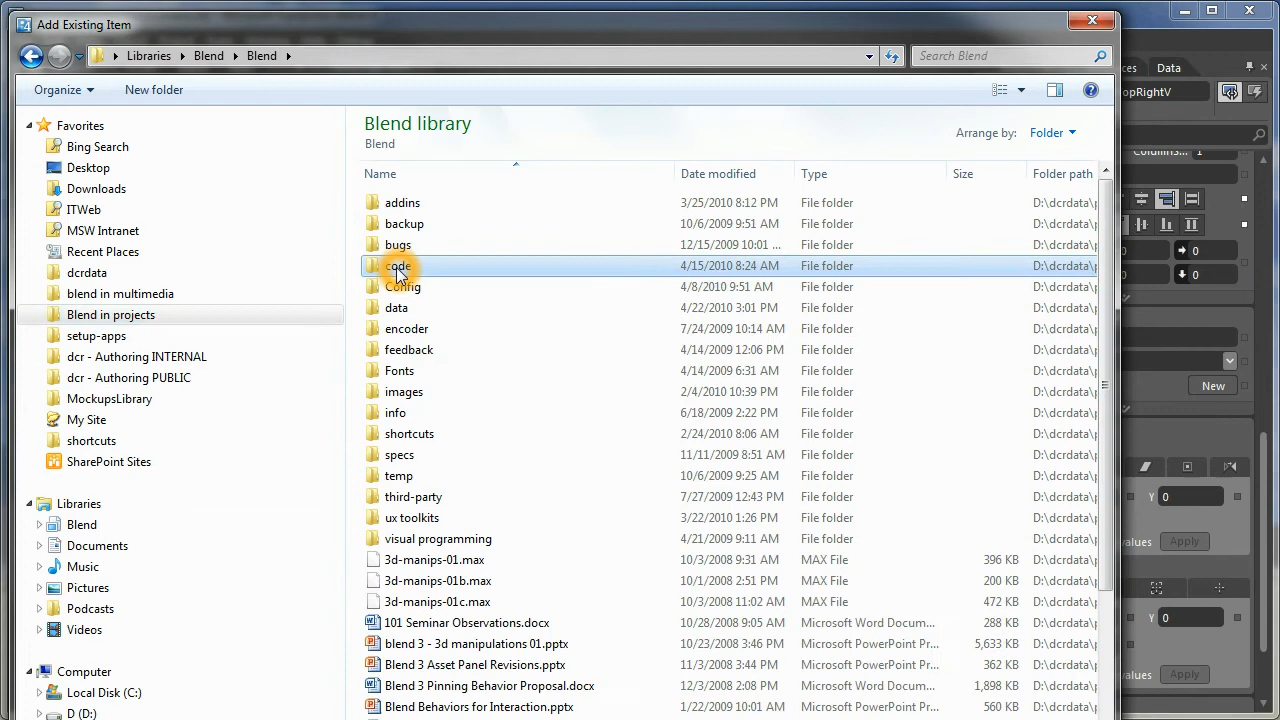 Add Existing Item
Libraries Blend Blend
Search Blend
Data
Organize
New folder
opRightV
Favorites
Bing Search
Desktop
Downloads
ITWeb
MSW Intranet
Recent Places
dcrdata
blend in multimedia
Blend in projects
setup-apps
dcr - Authoring INTERNAL
dcr - Authoring PUBLIC
MockupsLibrary
My Site
shortcuts
SharePoint Sites
Libraries
Blend
Documents
Music
Pictures
Podcasts
Videos
Computer
Local Disk (C:)
D (D:)
Blend library
Blend
Arrange by: Folder
Name Date modified Type Size Folder path
addins 3/25/2010 8:12 PM File folder D:\dcrdata\p
backup 10/6/2009 9:51 AM File folder D:\dcrdata\p
bugs 12/15/2009 10:01 ... File folder D:\dcrdata\p
code 4/15/2010 8:24 AM File folder D:\dcrdata\p
Config 4/8/2010 9:51 AM File folder D:\dcrdata\p
data 4/22/2010 3:01 PM File folder D:\dcrdata\p
encoder 7/24/2009 10:14 AM File folder D:\dcrdata\p
feedback 4/14/2009 12:06 PM File folder D:\dcrdata\p
Fonts 4/14/2009 6:31 AM File folder D:\dcrdata\p
images 2/4/2010 10:39 PM File folder D:\dcrdata\p
info 6/18/2009 2:22 PM File folder D:\dcrdata\p
shortcuts 2/24/2010 8:06 AM File folder D:\dcrdata\p
specs 11/11/2009 8:51 AM File folder D:\dcrdata\p
temp 10/6/2009 9:25 AM File folder D:\dcrdata\p
third-party 7/27/2009 12:43 PM File folder D:\dcrdata\p
ux toolkits 3/22/2010 1:26 PM File folder D:\dcrdata\p
visual programming 4/21/2009 9:11 AM File folder D:\dcrdata\p
3d-manips-01.max 10/3/2008 9:31 AM MAX File 396 KB D:\dcrdata\p
3d-manips-01b.max 10/1/2008 2:51 PM MAX File 200 KB D:\dcrdata\p
3d-manips-01c.max 10/3/2008 11:02 AM MAX File 472 KB D:\dcrdata\p
101 Seminar Observations.docx 10/28/2008 9:05 AM Microsoft Word Docum... 288 KB D:\dcrdata\p
blend 3 - 3d manipulations 01.pptx 10/23/2008 3:46 PM Microsoft PowerPoint Pr... 5,633 KB D:\dcrdata\p
Blend 3 Asset Panel Revisions.pptx 11/3/2008 3:44 PM Microsoft PowerPoint Pr... 362 KB D:\dcrdata\p
Blend 3 Pinning Behavior Proposal.docx 12/3/2008 2:08 PM Microsoft Word Docum... 1,898 KB D:\dcrdata\p
Blend Behaviors for Interaction.pptx 1/22/2009 10:01 AM Microsoft PowerPoint Pr... 560 KB D:\dcrdata\p
0 0
0 0
New
Y 0
values Apply
Y 0
values Apply